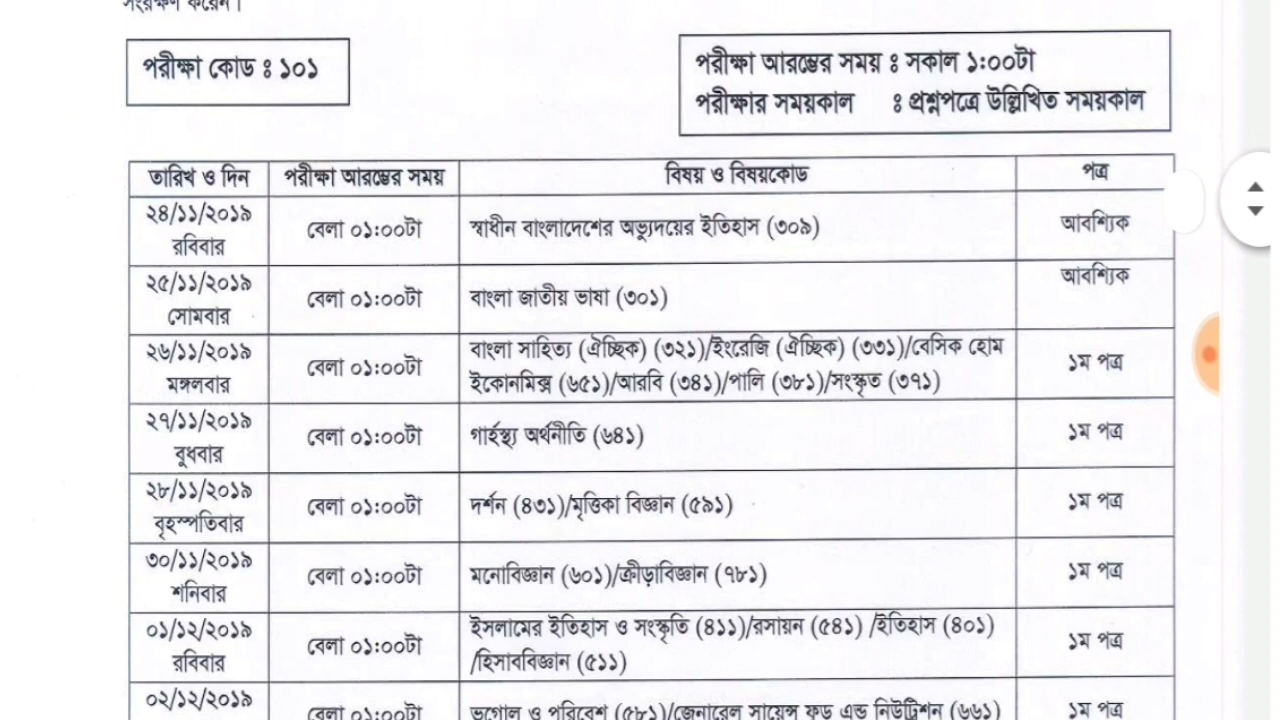 সংরক্ষণ করেন।
পরীক্ষা কোড ঃ ১০১
পরীক্ষা আরম্ভের সময় ঃ সকাল ১:০০টা
পরীক্ষার সময়কাল ঃ প্রশ্নপত্রে উল্লিখিত সময়কাল
তারিখ ও দিন পরীক্ষা আরম্ভের সময় বিষয় ও বিষয়কোড পত্র
২৪/১১/২০১৯
রবিবার
বেলা ০১:০০টা
স্বাধীন বাংলাদেশের অভ্যুদয়ের ইতিহাস (৩০৯)
আবশ্যিক
২৫/১১/২০১৯
সোমবার
বেলা ০১:০০টা
বাংলা জাতীয় ভাষা (৩০১)
আবশ্যিক
২৬/১১/২০১৯
মঙ্গলবার
বেলা ০১:০০টা
বাংলা সাহিত্য (ঐচ্ছিক) (৩২১)/ইংরেজি (ঐচ্ছিক) (৩৩১)/বেসিক হোম
ইকোনমিক্স (৬৫১)/আরবি (৩৪১)/পালি (৩৮১)/সংস্কৃত (৩৭১)
১ম পত্র
২৭/১১/২০১৯
বুধবার
বেলা ০১:০০টা
গার্হস্থ্য অর্থনীতি (৬৪১)
১ম পত্র
২৮/১১/২০১৯
বৃহস্পতিবার
বেলা ০১:০০টা
দর্শন (৪৩১)/মৃত্তিকা বিজ্ঞান (৫৯১)
১ম পত্র
৩০/১১/২০১৯
শনিবার
বেলা ০১:০০টা
মনোবিজ্ঞান (৬০১)/ক্রীড়াবিজ্ঞান (৭৮১)
১ম পত্র
০১/১২/২০১৯
রবিবার
বেলা ০১:০০টা
ইসলামের ইতিহাস ও সংস্কৃতি (৪১১)/রসায়ন (৫৪১) /ইতিহাস (৪০১)
/হিসাববিজ্ঞান (৫১১)
১ম পত্র
০২/১২/২০১৯
বেলা ০১:০০টা
ভূগোল ও পরিবেশ (৫৮১)/জেনারেল সায়েন্স ফুড এন্ড নিউট্রিশন (৬৬১)
১ম পত্র